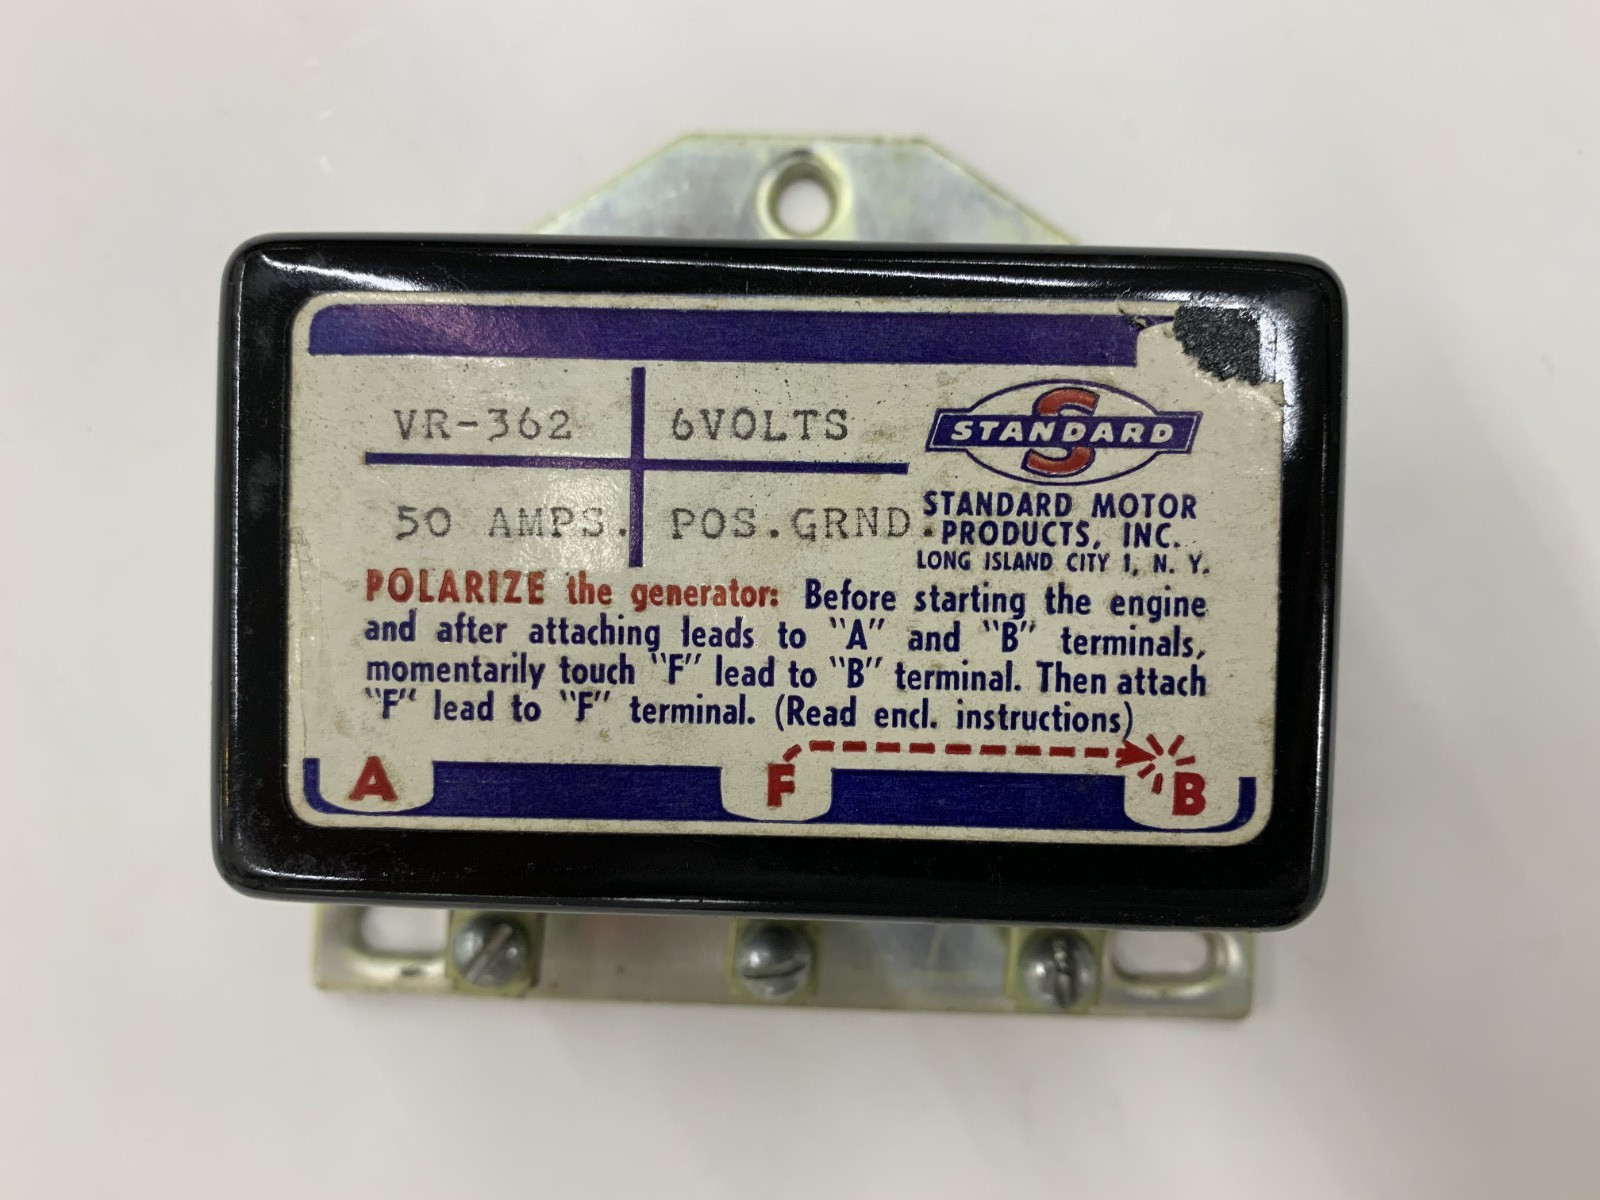 VR-362 6VOLTS
50 AMPS. POS.GRND.
S
STANDARD
STANDARD MOTOR
PRODUCTS, INC.
LONG ISLAND CITY 1, N. Y.
POLARIZE the generator: Before starting the engine
and after attaching leads to "A" and "B" terminals,
momentarily touch "F" lead to "B" terminal. Then attach
"F" lead to "F" terminal. (Read encl. instructions)
A F B